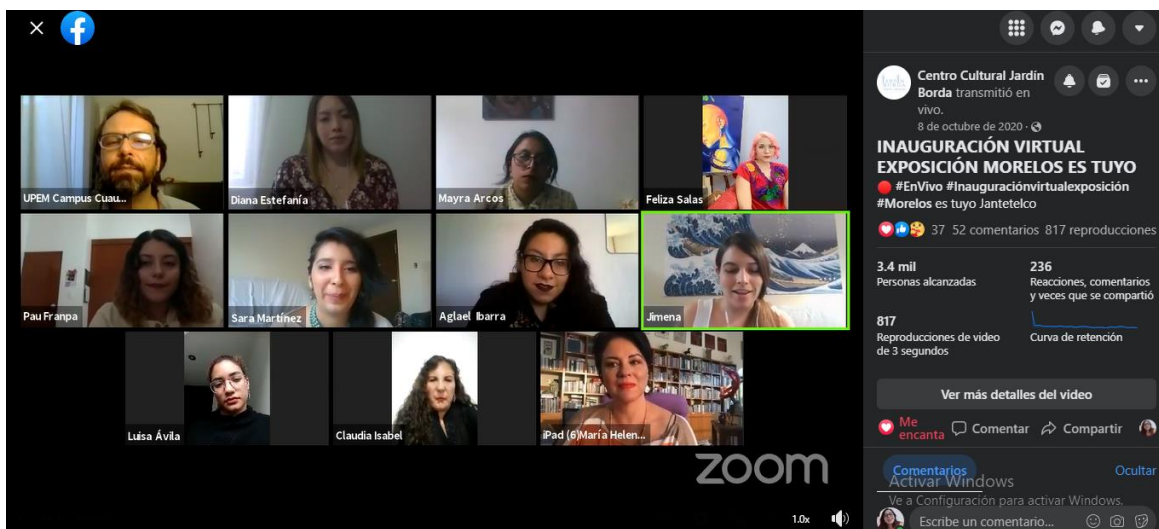 UPEM Campus Cuau...
Diana Estefanía
Mayra Arcos
Feliza Salas
Pau Franpa
Sara Martínez
Aglael Ibarra
Jimena
Luisa Ávila
Claudia Isabel
iPad (6)María Helen...
zoom
1.0x
Centro Cultural Jardín
Borda transmitió en
vivo.
8 de octubre de 2020 ·
INAUGURACIÓN VIRTUAL
EXPOSICIÓN MORELOS ES TUYO
#EnVivo #Inauguraciónvirtualexposición
#Morelos es tuyo Jantetelco
37 52 comentarios 817 reproducciones
3.4 mil
Personas alcanzadas
236
Reacciones, comentarios
y veces que se compartió
817
Reproducciones de video
de 3 segundos
Curva de retención
Ver más detalles del video
Me
encanta
Comentar
Compartir
Comentarios
Ocultar
Activar Windows
Ve a Configuración para activar Windows.
Escribe un comentario...